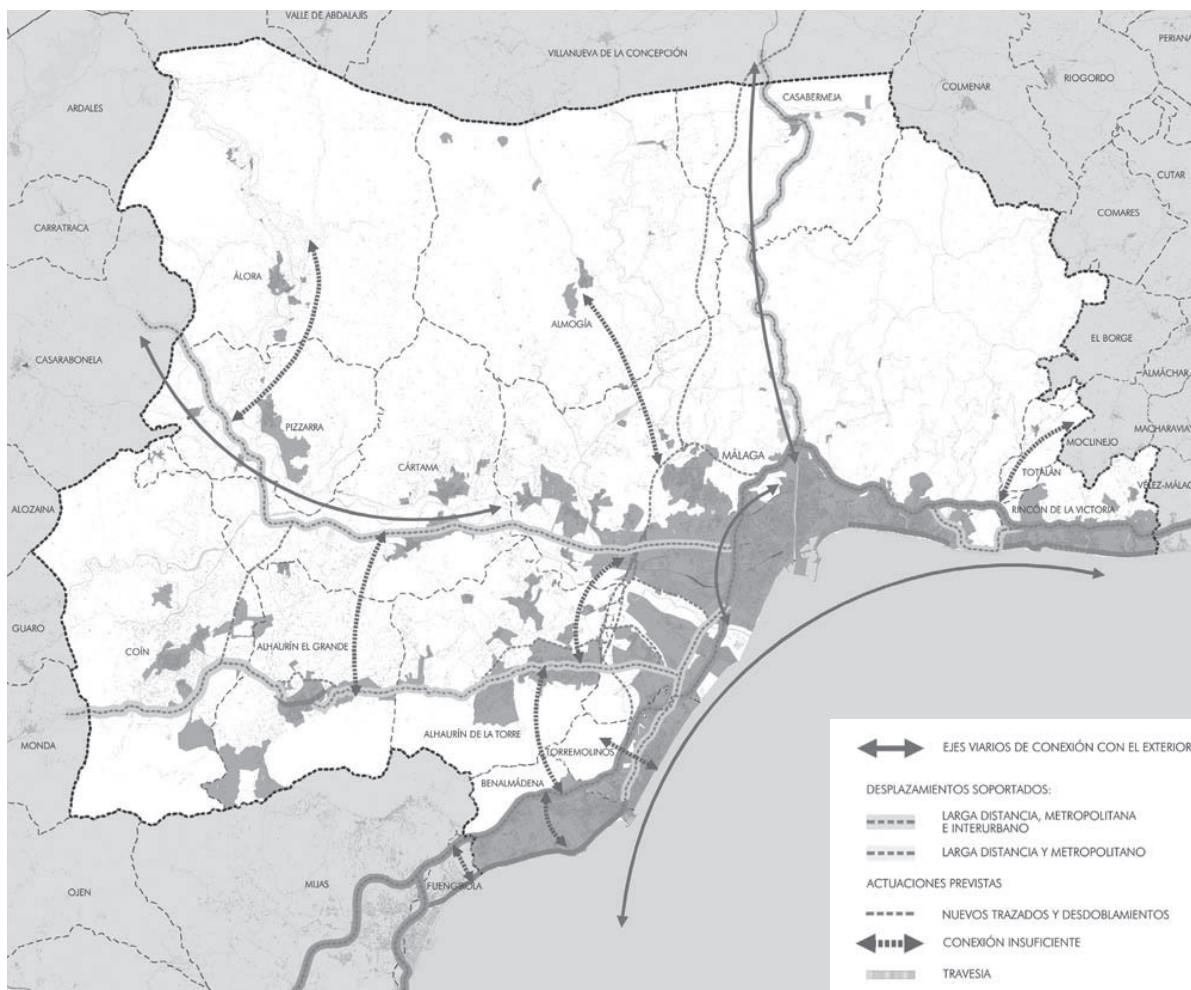 VALLE DE ABDALAJÍS
VILLANUEVA DE LA CONCEPCIÓN
PERIANA
RIOGORDO
COLMENAR
ARDALES
CASABERMEJA
CUTAR
COMARES
CARRATRACA
ÁLORA
ALMOGÍA
EL BORGE
CASARABONELA
ALMÁCHAR
MACHARAVIAY
PIZZARRA
MOCLINEJO
CÁRTAMA
MÁLAGA
TOTALÁN
VÉLEZ-MÁLAG
ALOZAINA
RINCÓN DE LA VICTORIA
GUARO
COÍN
ALHAURÍN EL GRANDE
MONDA
ALHAURÍN DE LA TORRE
TORREMOLINOS
BENALMÁDENA
MIJAS
FUENGIROLA
OJEN
EJES VIARIOS DE CONEXIÓN CON EL EXTERIOR
DESPLAZAMIENTOS SOPORTADOS:
LARGA DISTANCIA, METROPOLITANA
E INTERURBANO
LARGA DISTANCIA Y METROPOLITANO
ACTUACIONES PREVISTAS
NUEVOS TRAZADOS Y DESDOBLAMIENTOS
CONEXIÓN INSUFICIENTE
TRAVESIA